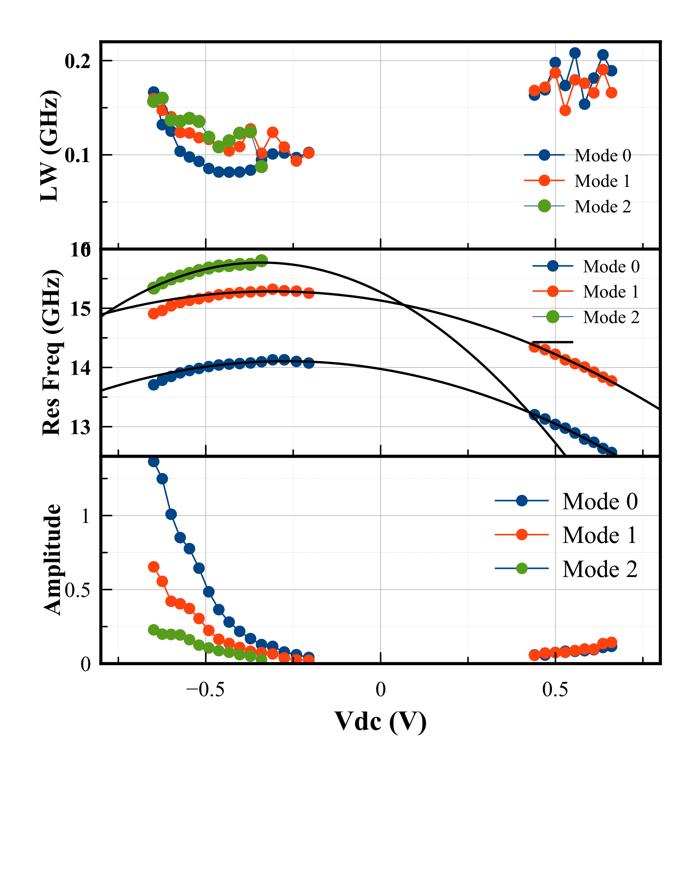 0.2
0.1
LW (GHz)
Mode 0
Mode 1
Mode 2
16
15
14
13
Res Freq (GHz)
Mode 0
Mode 1
Mode 2
1
0.5
0
Amplitude
Mode 0
Mode 1
Mode 2
−0.5
0
0.5
Vdc (V)